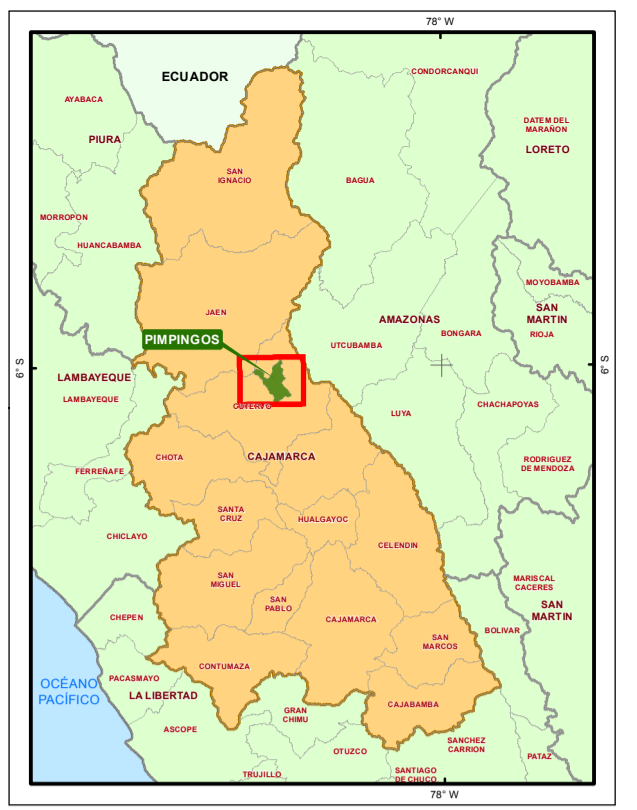 78° W
ECUADOR
CONDORCANQUI
AYABACA
DATEM DEL
MARAÑON
PIURA
LORETO
SAN
IGNACIO
BAGUA
MORROPON
HUANCABAMBA
MOYOBAMBA
JAEN
SAN
MARTIN
AMAZONAS
BONGARA
RIOJA
PIMPINGOS
UTCUBAMBA
6° S
6° S
LAMBAYEQUE
LAMBAYEQUE
CUTERVO
LUYA
CHACHAPOYAS
CHOTA
CAJAMARCA
FERREÑAFE
RODRIGUEZ
DE MENDOZA
SANTA
CRUZ
HUALGAYOC
CHICLAYO
CELENDIN
SAN
MIGUEL
MARISCAL
CACERES
SAN
PABLO
SAN
MARTIN
CHEPEN
CAJAMARCA
BOLIVAR
SAN
MARCOS
CONTUMAZA
OCÉANO
PACÍFICO
PACASMAYO
LA LIBERTAD
CAJABAMBA
GRAN
CHIMU
ASCOPE
SANCHEZ
CARRION
OTUZCO
PATAZ
TRUJILLO
SANTIAGO
DE CHUCO
78° W